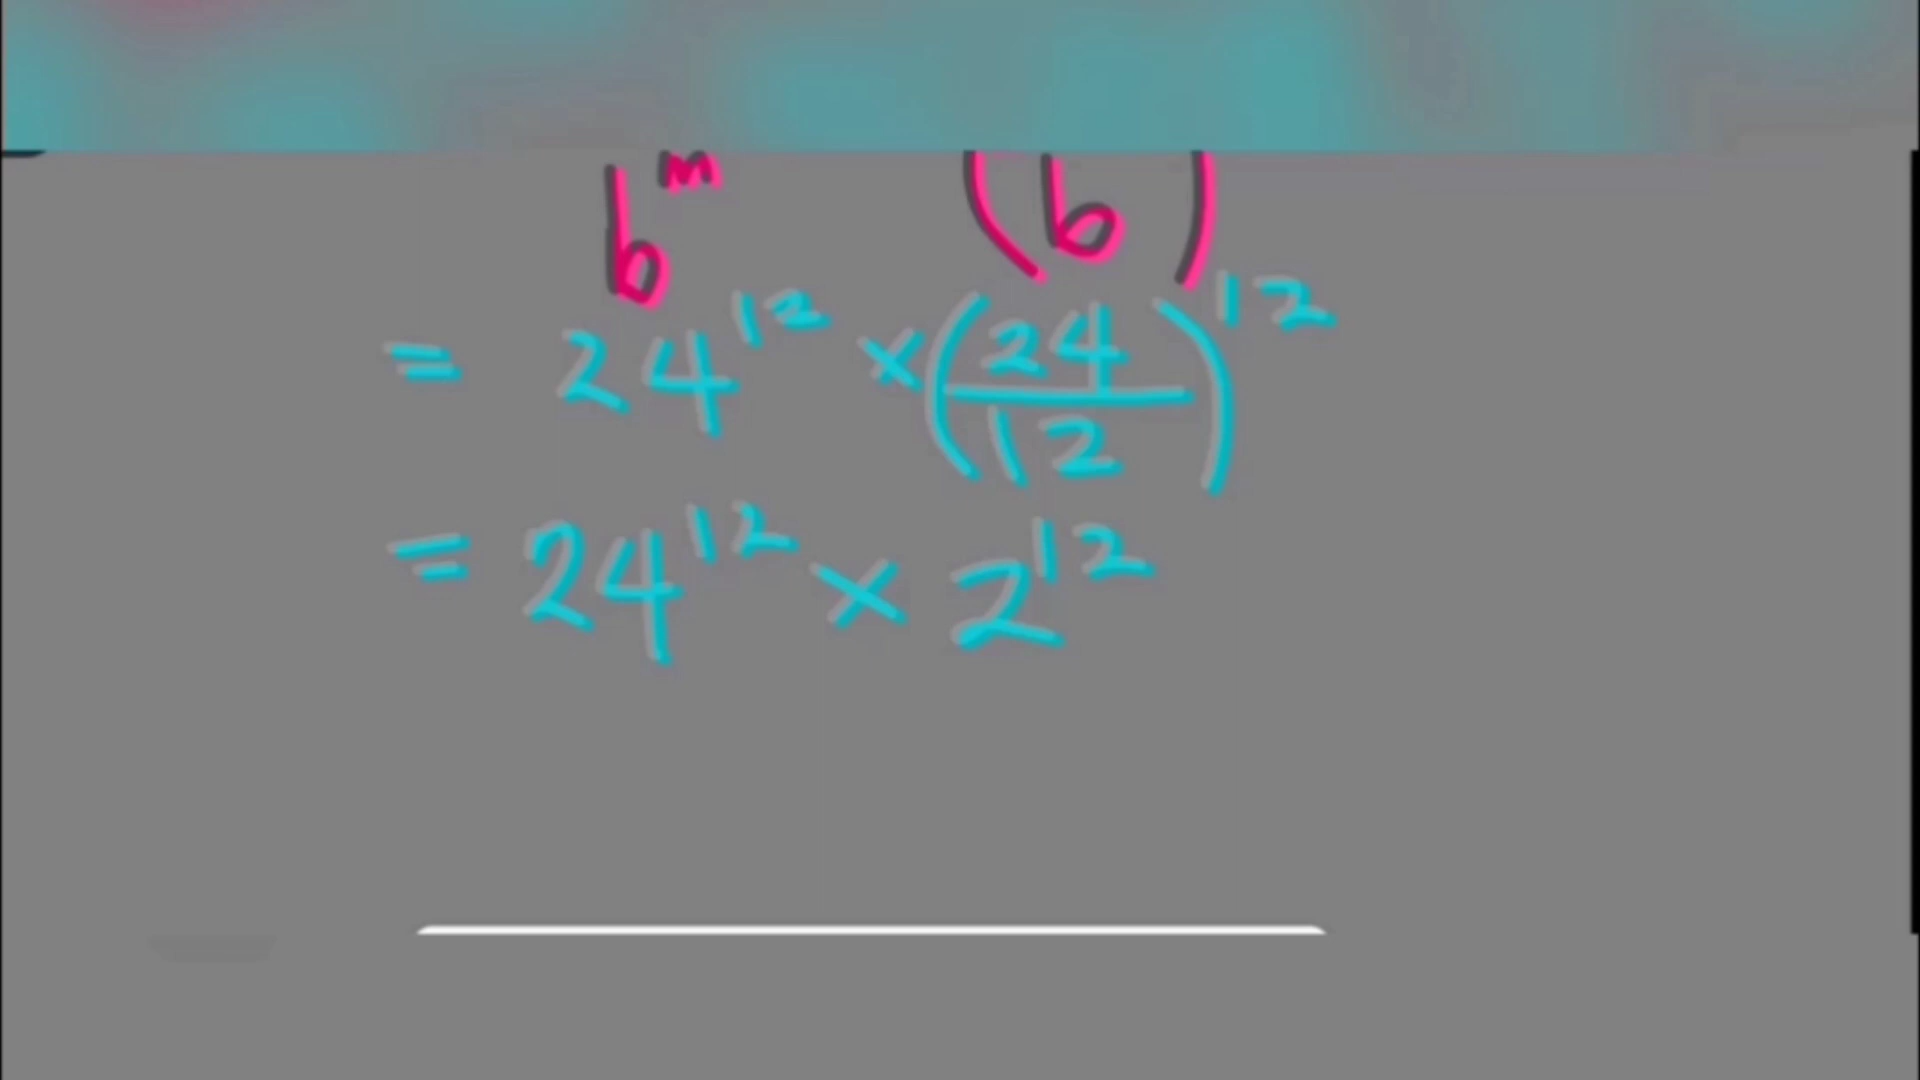 b^m (b)
= 24^12 × (24/12)^12
= 24^12 × 2^12